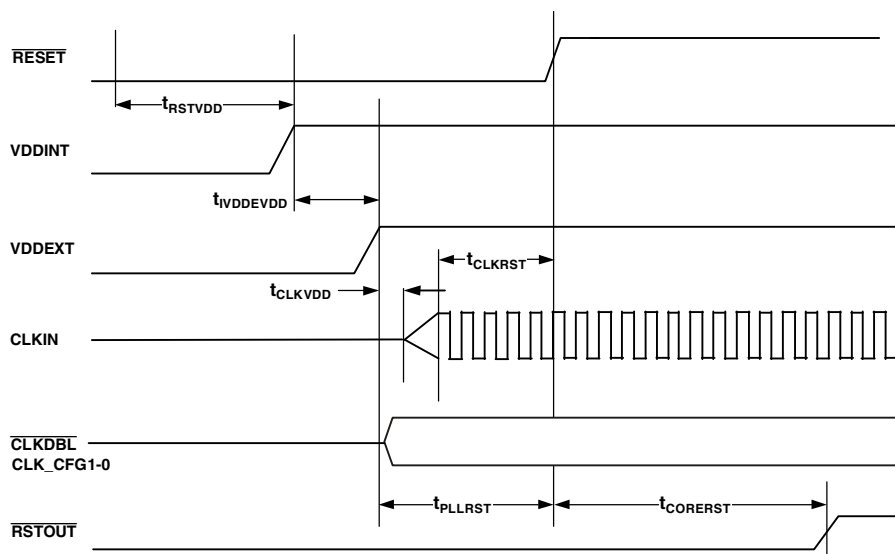 RESET
tRSTVDD
VDDINT
tIVDDEVDD
VDDEXT
tCLKRST
tCLKVDD
CLKIN
CLKDBL
CLK_CFG1-0
tPLLRST
tCORERST
RSTOUT